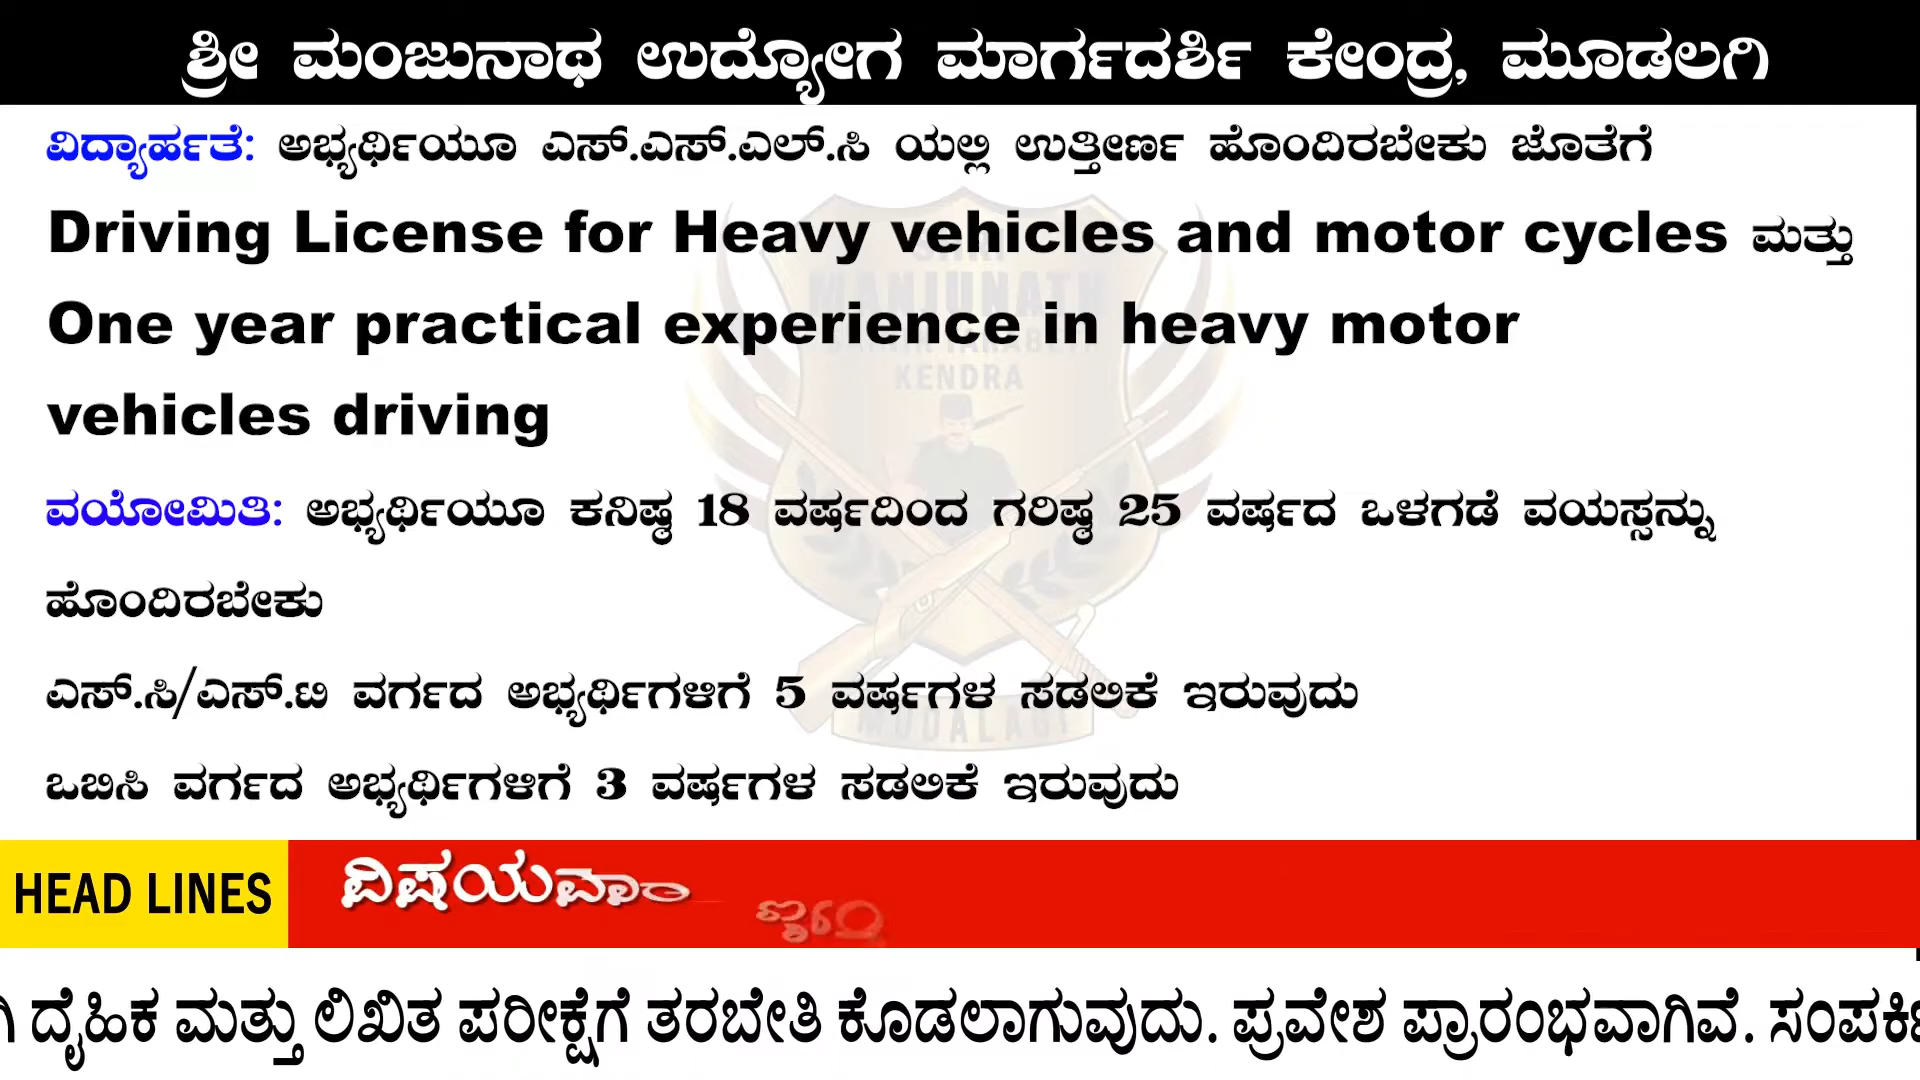 ಶ್ರೀ ಮಂಜುನಾಥ ಉದ್ಯೋಗ ಮಾರ್ಗದರ್ಶಿ ಕೇಂದ್ರ, ಮೂಡಲಗಿ
ವಿದ್ಯಾರ್ಹತೆ: ಅಭ್ಯರ್ಥಿಯೂ ಎಸ್.ಎಸ್.ಎಲ್.ಸಿ ಯಲ್ಲಿ ಉತ್ತೀರ್ಣ ಹೊಂದಿರಬೇಕು ಜೊತೆಗೆ
Driving License for Heavy vehicles and motor cycles ಮತ್ತು
One year practical experience in heavy motor
vehicles driving
ವಯೋಮಿತಿ: ಅಭ್ಯರ್ಥಿಯೂ ಕನಿಷ್ಠ 18 ವರ್ಷದಿಂದ ಗರಿಷ್ಠ 25 ವರ್ಷದ ಒಳಗಡೆ ವಯಸ್ಸನ್ನು
ಹೊಂದಿರಬೇಕು
ಎಸ್.ಸಿ/ಎಸ್.ಟಿ ವರ್ಗದ ಅಭ್ಯರ್ಥಿಗಳಿಗೆ 5 ವರ್ಷಗಳ ಸಡಲಿಕೆ ಇರುವುದು
ಒಬಿಸಿ ವರ್ಗದ ಅಭ್ಯರ್ಥಿಗಳಿಗೆ 3 ವರ್ಷಗಳ ಸಡಲಿಕೆ ಇರುವುದು
MANJUNATH
KENDRA
MUDALAGI
HEAD LINES
ದೈಹಿಕ ಮತ್ತು ಲಿಖಿತ ಪರೀಕ್ಷೆಗೆ ತರಬೇತಿ ಕೊಡಲಾಗುವುದು. ಪ್ರವೇಶ ಪ್ರಾರಂಭವಾಗಿವೆ.